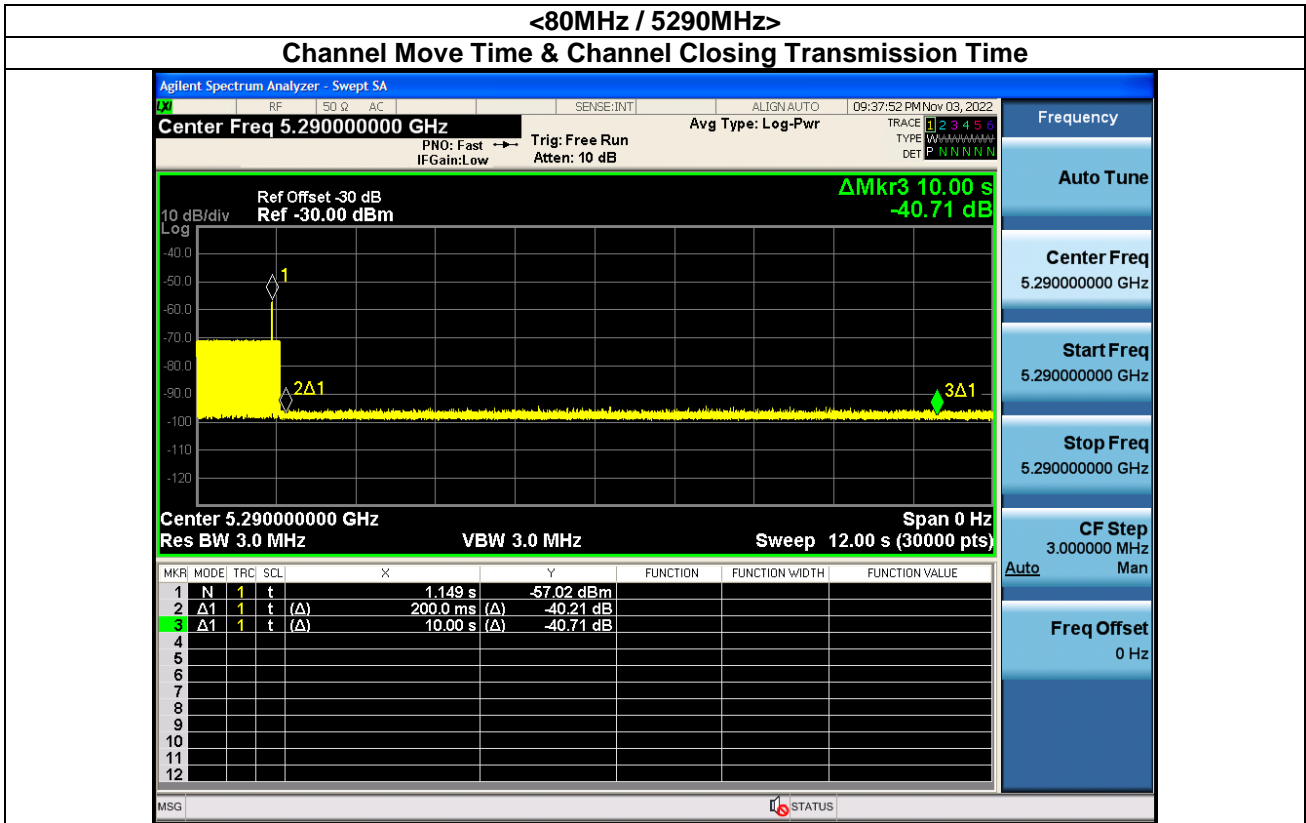 <80MHz / 5290MHz>
Channel Move Time & Channel Closing Transmission Time
Agilent Spectrum Analyzer - Swept SA
LXI RF 50 Ω AC SENSE:INT ALIGN AUTO 09:37:52 PM Nov 03, 2022
Center Freq 5.290000000 GHz
PNO: Fast
IFGain:Low
Trig: Free Run
Atten: 10 dB
Avg Type: Log-Pwr
TRACE 1 2 3 4 5 6
TYPE WWWWWW
DET P N N N N N
Ref Offset -30 dB
10 dB/div Ref -30.00 dBm
Log
ΔMkr3 10.00 s
-40.71 dB
-40.0
-50.0
-60.0
-70.0
-80.0
-90.0
-100
-110
-120
1
2Δ1
3Δ1
Center 5.290000000 GHz Span 0 Hz
Res BW 3.0 MHz VBW 3.0 MHz Sweep 12.00 s (30000 pts)
MKR MODE TRC SCL X Y FUNCTION FUNCTION WIDTH FUNCTION VALUE
1 N 1 t 1.149 s -57.02 dBm
2 Δ1 1 t (Δ) 200.0 ms (Δ) -40.21 dB
3 Δ1 1 t (Δ) 10.00 s (Δ) -40.71 dB
4
5
6
7
8
9
10
11
12
MSG STATUS
Frequency
Auto Tune
Center Freq
5.290000000 GHz
Start Freq
5.290000000 GHz
Stop Freq
5.290000000 GHz
CF Step
3.000000 MHz
Auto Man
Freq Offset
0 Hz